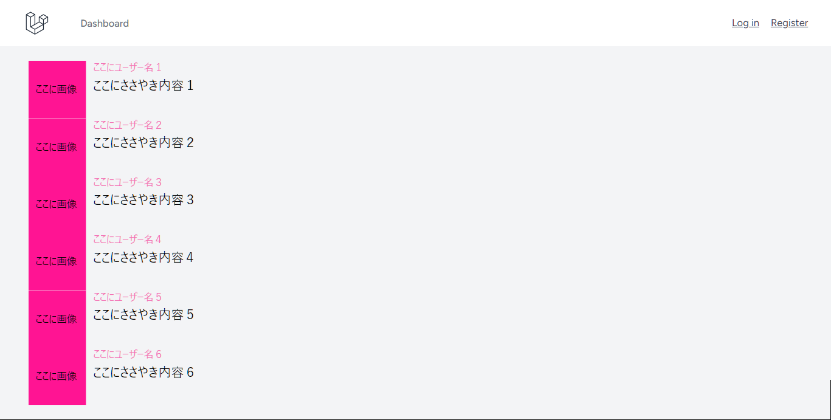 Dashboard
Log in Register
ここにユーザー名 1
ここに画像
ここにささやき内容 1
ここにユーザー名 2
ここに画像
ここにささやき内容 2
ここにユーザー名 3
ここに画像
ここにささやき内容 3
ここにユーザー名 4
ここに画像
ここにささやき内容 4
ここにユーザー名 5
ここに画像
ここにささやき内容 5
ここにユーザー名 6
ここに画像
ここにささやき内容 6